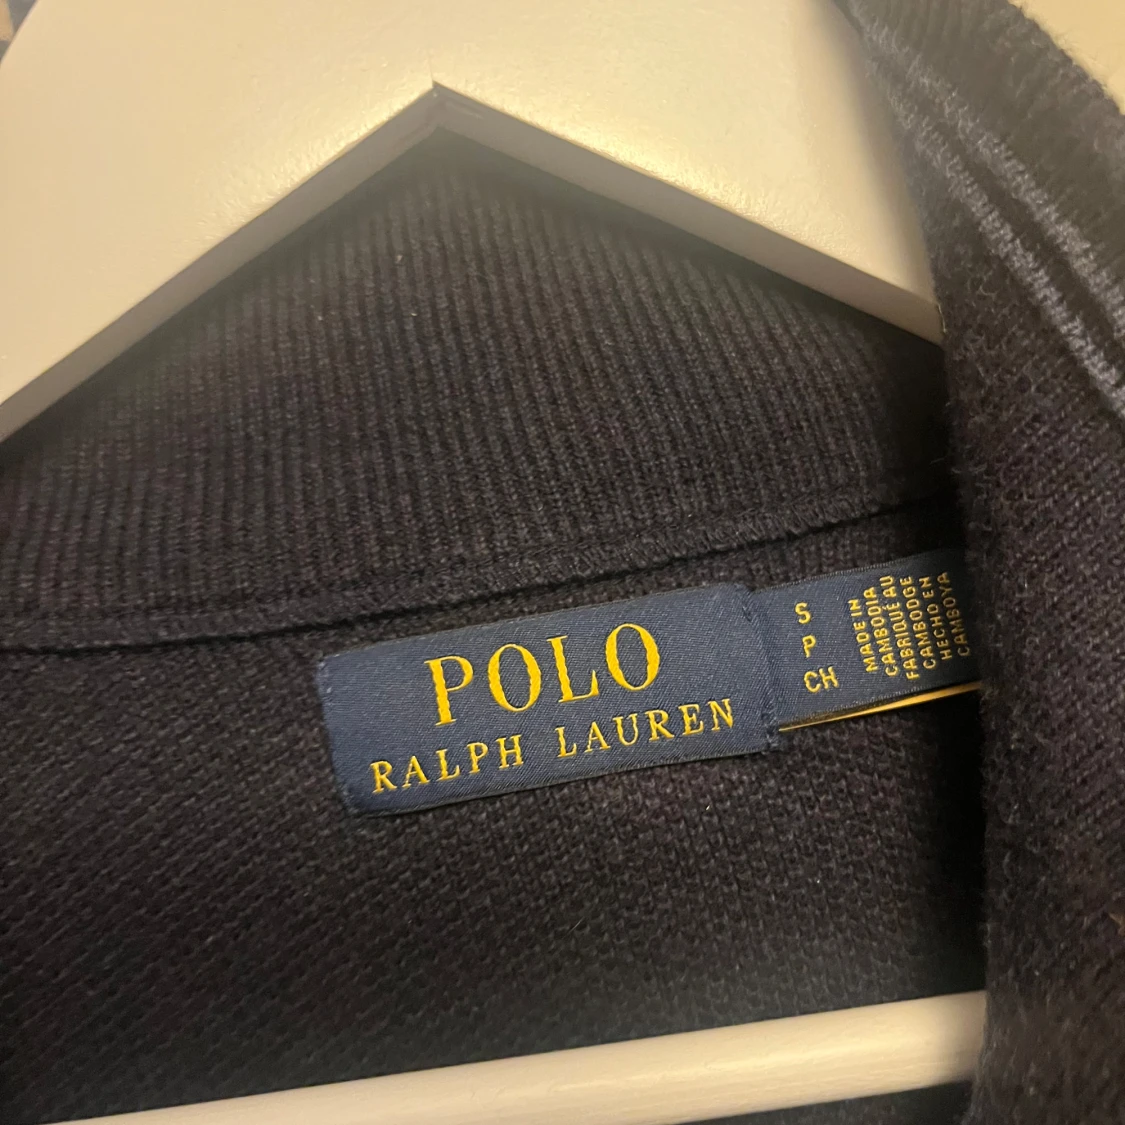 POLO
RALPH LAUREN
S
P
CH
MADE IN
CAMBODIA
FABRIQUÉ AU
CAMBODGE
HECHO EN
CAMBOYA